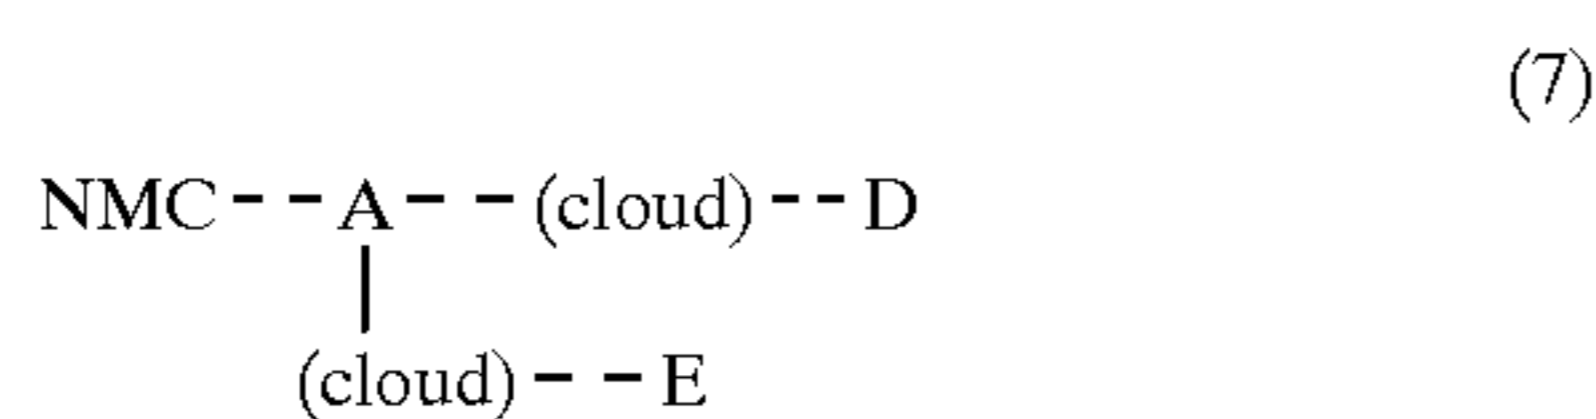 (7)
NMC - - A - - (cloud) - - D
|
(cloud) - - E